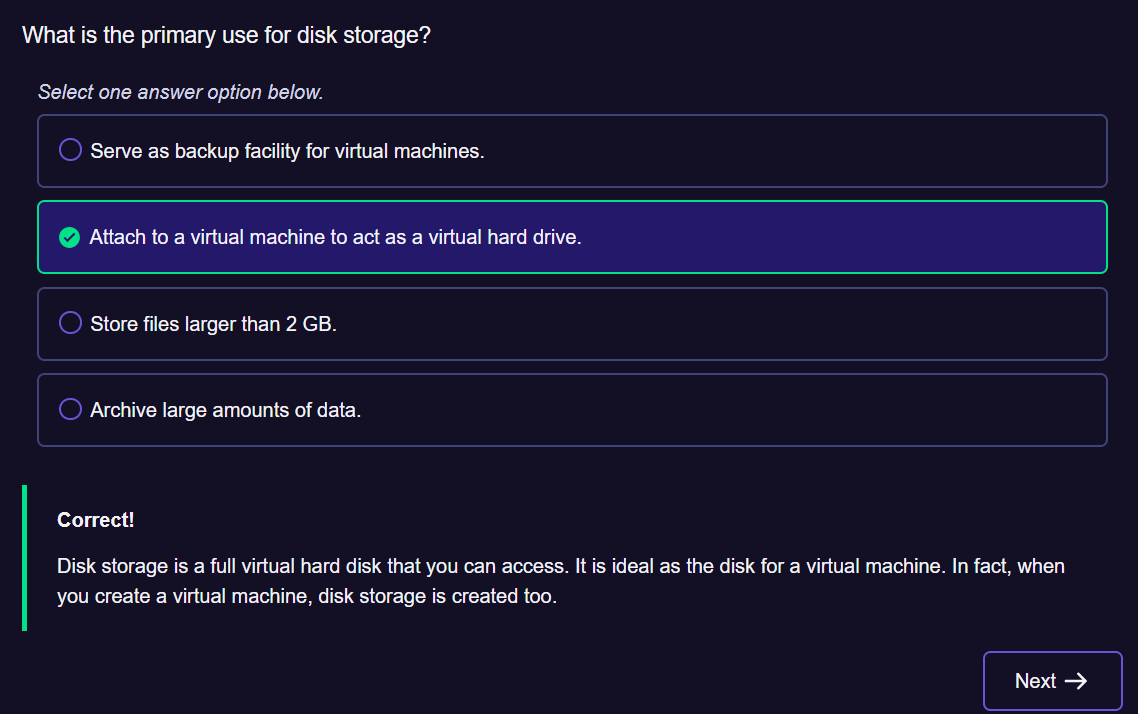 What is the primary use for disk storage?
Select one answer option below.
Serve as backup facility for virtual machines.
Attach to a virtual machine to act as a virtual hard drive.
Store files larger than 2 GB.
Archive large amounts of data.
Correct!
Disk storage is a full virtual hard disk that you can access. It is ideal as the disk for a virtual machine. In fact, when
you create a virtual machine, disk storage is created too.
Next →